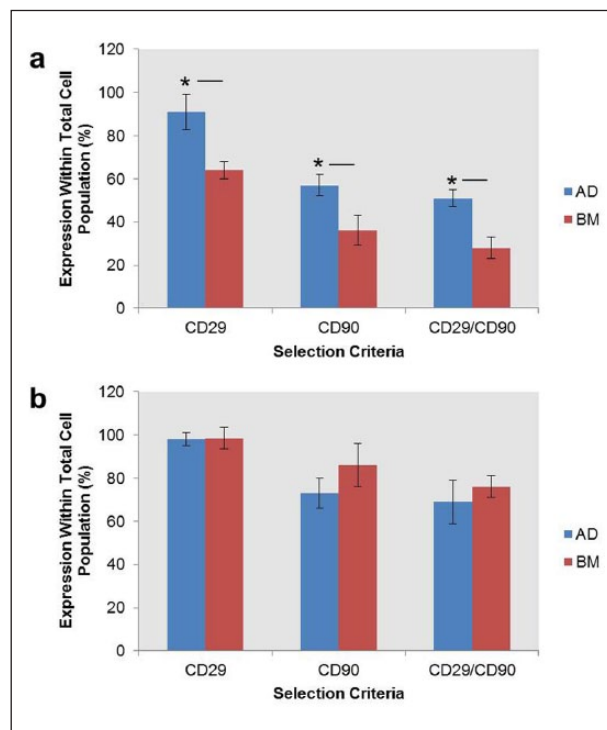 a
Expression Within Total Cell
Population (%)
120
100
80
60
40
20
0
*
*
*
CD29
CD90
CD29/CD90
Selection Criteria
AD
BM
b
Expression Within Total Cell
Population (%)
120
100
80
60
40
20
0
CD29
CD90
CD29/CD90
Selection Criteria
AD
BM